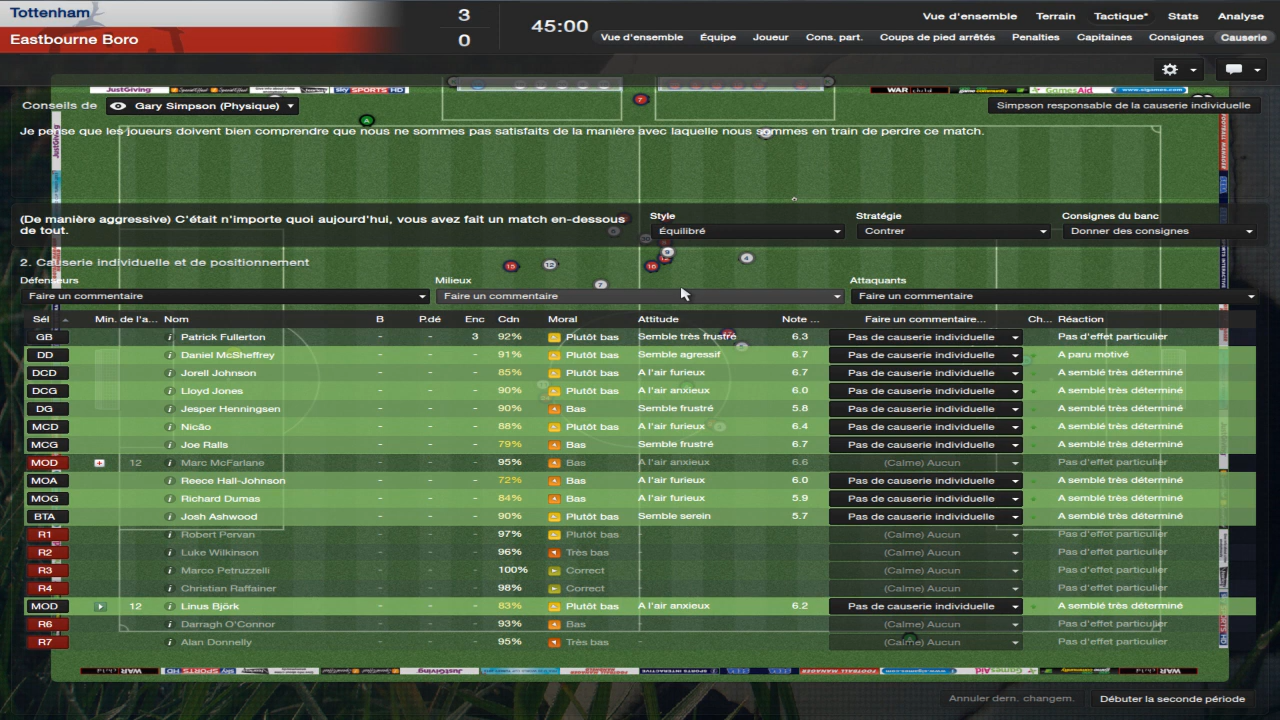 Tottenham 3
Eastbourne Boro 0
45:00
Vue d'ensemble Terrain Tactique* Stats Analyse
Vue d'ensemble Équipe Joueur Cons. part. Coups de pied arrêtés Penalties Capitaines Consignes Causerie
JustGiving sky SPORTS HD WAR child GamesAid
Conseils de Gary Simpson (Physique) Simpson responsable de la causerie individuelle
Je pense que les joueurs doivent bien comprendre que nous ne sommes pas satisfaits de la manière avec laquelle nous sommes en train de perdre ce match.
(De manière aggressive) C'était n'importe quoi aujourd'hui, vous avez fait un match en-dessous de tout.
Style Stratégie Consignes du banc
Équilibré Contrer Donner des consignes
2. Causerie individuelle et de positionnement
Défenseurs Milieux Attaquants
Faire un commentaire Faire un commentaire Faire un commentaire
Sél Min. de l'a... Nom B P.dé Enc Cdn Moral Attitude Note ... Faire un commentaire... Ch... Réaction
GB i Patrick Fullerton - - 3 92% Plutôt bas Semble très frustré 6.3 Pas de causerie individuelle Pas d'effet particulier
DD i Daniel McSheffrey - - - 91% Plutôt bas Semble agressif 6.7 Pas de causerie individuelle A paru motivé
DCD i Jorell Johnson - - - 85% Plutôt bas A l'air furieux 6.7 Pas de causerie individuelle A semblé très déterminé
DCG i Lloyd Jones - - - 90% Plutôt bas A l'air anxieux 6.0 Pas de causerie individuelle A semblé très déterminé
DG i Jesper Henningsen - - - 90% Bas Semble frustré 5.8 Pas de causerie individuelle A semblé très déterminé
MCD i Nicão - - - 88% Plutôt bas A l'air furieux 6.4 Pas de causerie individuelle A semblé très déterminé
MCG i Joe Ralls - - - 79% Bas Semble frustré 6.7 Pas de causerie individuelle A semblé très déterminé
MOD 12 i Marc McFarlane - - - 95% Bas A l'air anxieux 6.6 (Calme) Aucun Pas d'effet particulier
MOA i Reece Hall-Johnson - - - 72% Bas A l'air furieux 6.0 Pas de causerie individuelle A semblé très déterminé
MOG i Richard Dumas - - - 84% Bas A l'air furieux 5.9 Pas de causerie individuelle A semblé très déterminé
BTA i Josh Ashwood - - - 90% Plutôt bas Semble serein 5.7 Pas de causerie individuelle A semblé très déterminé
R1 i Robert Pervan - - - 97% Plutôt bas - (Calme) Aucun Pas d'effet particulier
R2 i Luke Wilkinson - - - 96% Très bas - (Calme) Aucun Pas d'effet particulier
R3 i Marco Petruzzelli - - - 100% Correct - (Calme) Aucun Pas d'effet particulier
R4 i Christian Raffainer - - - 98% Correct - (Calme) Aucun Pas d'effet particulier
MOD 12 i Linus Björk - - - 83% Plutôt bas A l'air anxieux 6.2 Pas de causerie individuelle A semblé très déterminé
R6 i Darragh O'Connor - - - 93% Bas - (Calme) Aucun Pas d'effet particulier
R7 i Alan Donnelly - - - 95% Très bas - (Calme) Aucun Pas d'effet particulier
Annuler dern. changem. Débuter la seconde période